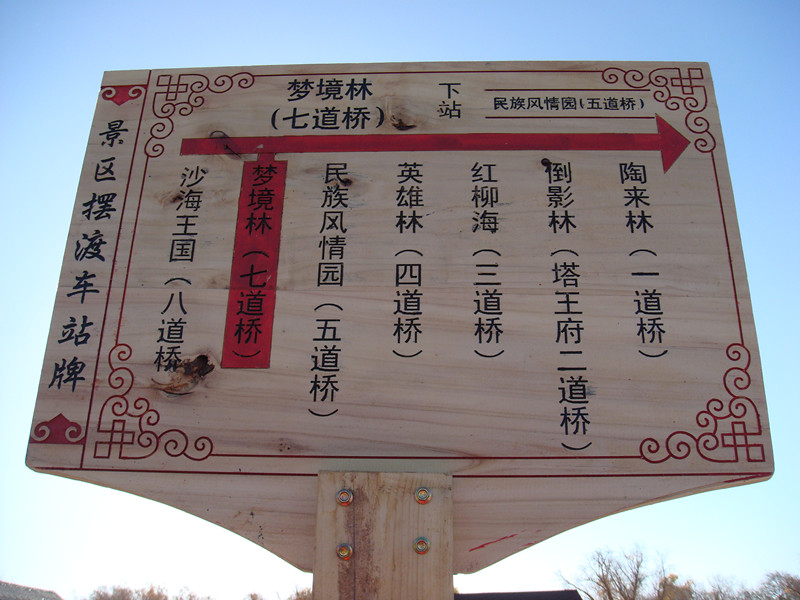 景区摆渡车站牌
梦境林
(七道桥)
下站
民族风情园(五道桥)
沙海王国(八道桥
梦境林(七道桥)
民族风情园(五道桥)
英雄林(四道桥)
红柳海(三道桥)
倒影林(塔王府二道桥)
陶来林(一道桥)